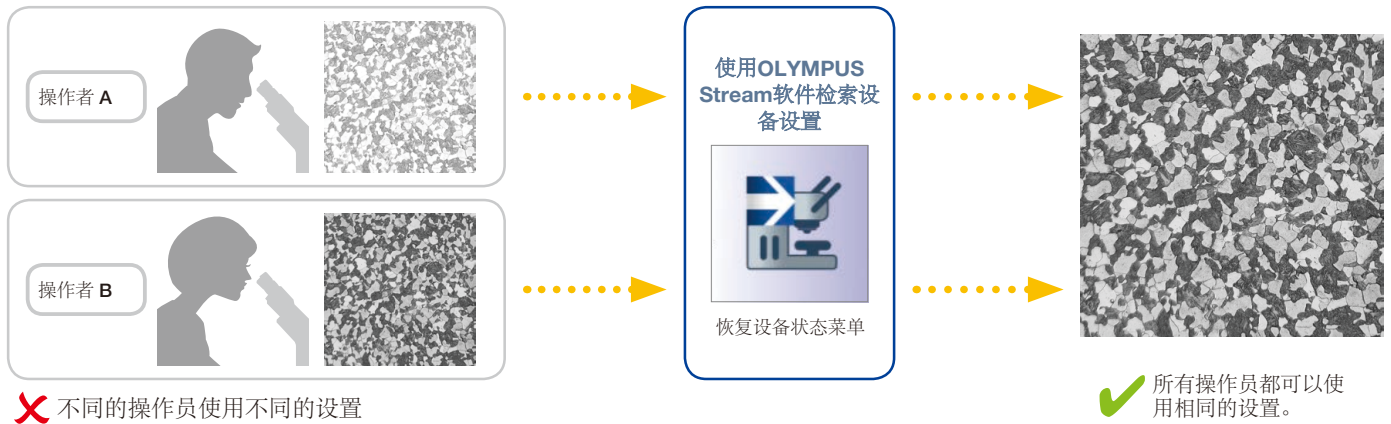 操作者 A
操作者 B
不同的操作员使用不同的设置
使用OLYMPUS
Stream软件检索设
备设置
恢复设备状态菜单
所有操作员都可以使
用相同的设置。